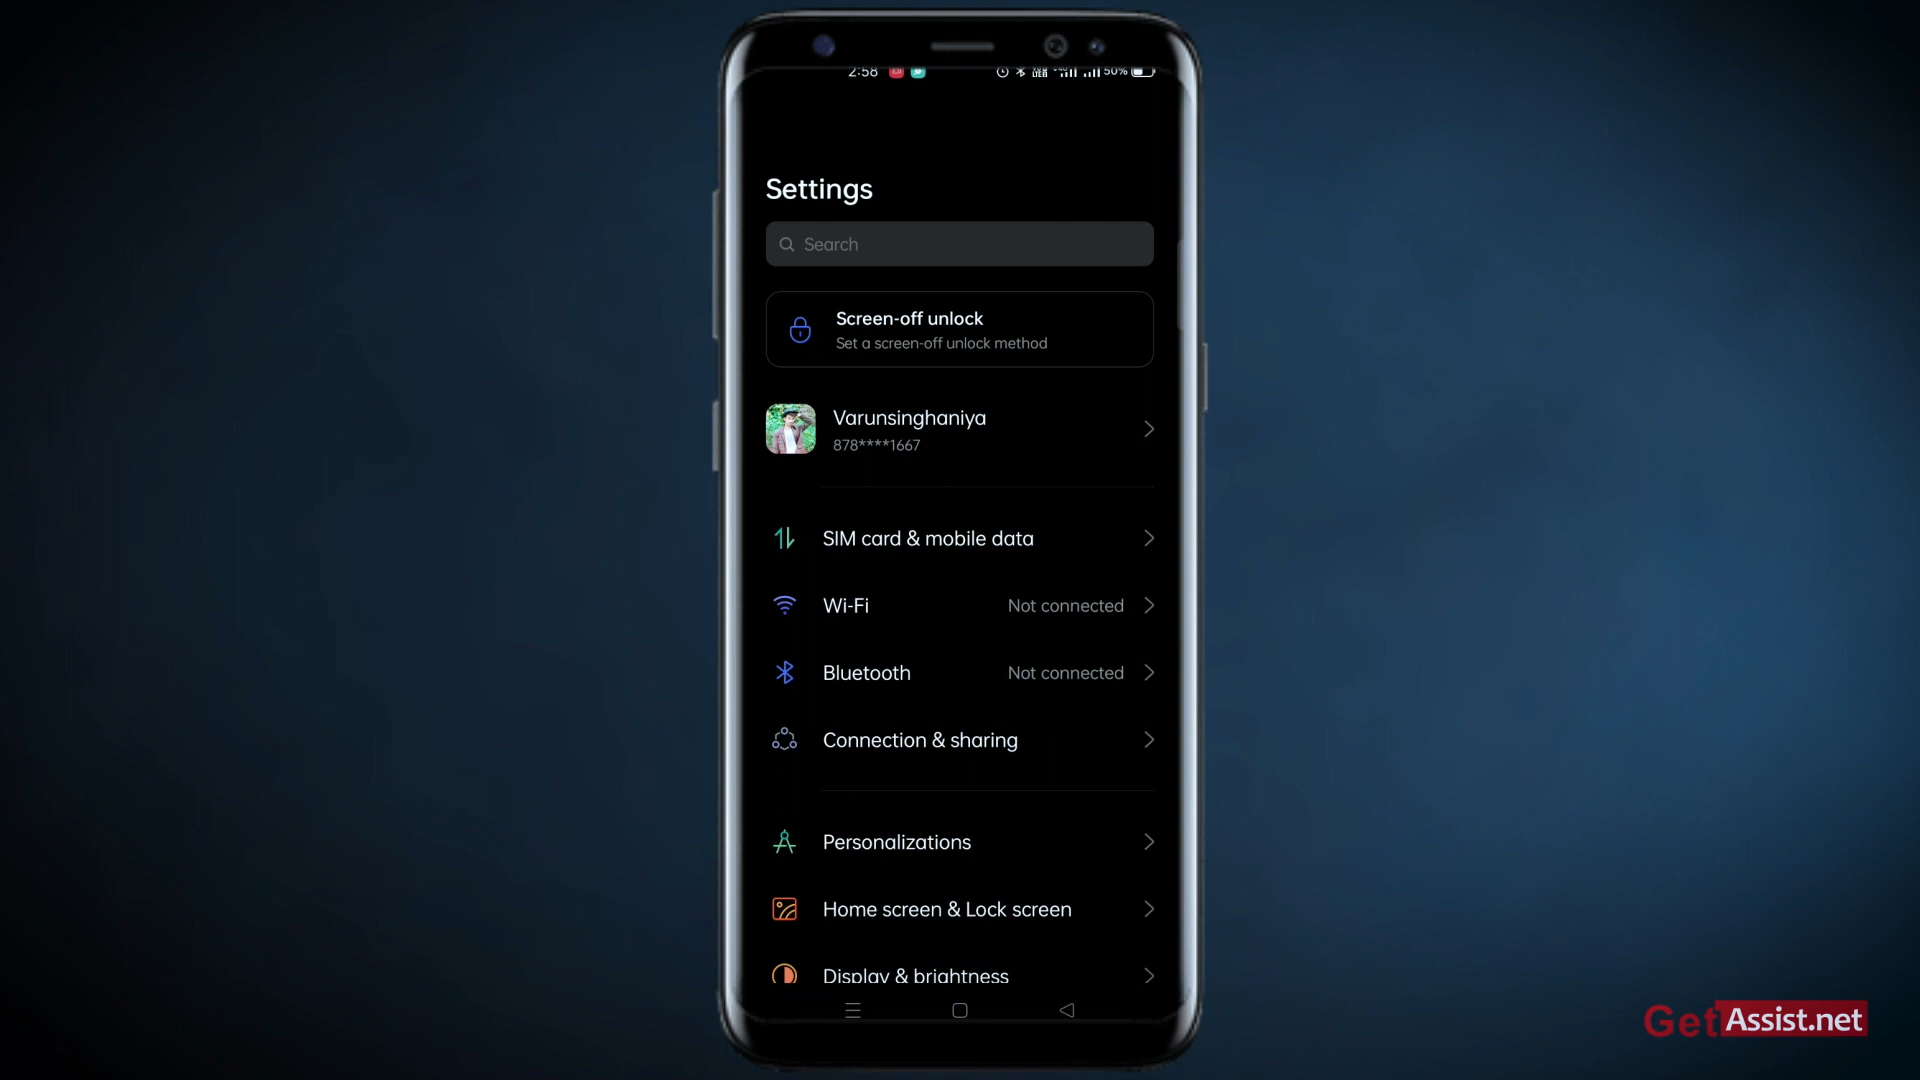 2:58 50%
Settings
Search
Screen-off unlock
Set a screen-off unlock method
Varunsinghaniya
878****1667
SIM card & mobile data
Wi-Fi Not connected
Bluetooth Not connected
Connection & sharing
Personalizations
Home screen & Lock screen
Display & brightness
GetAssist.net